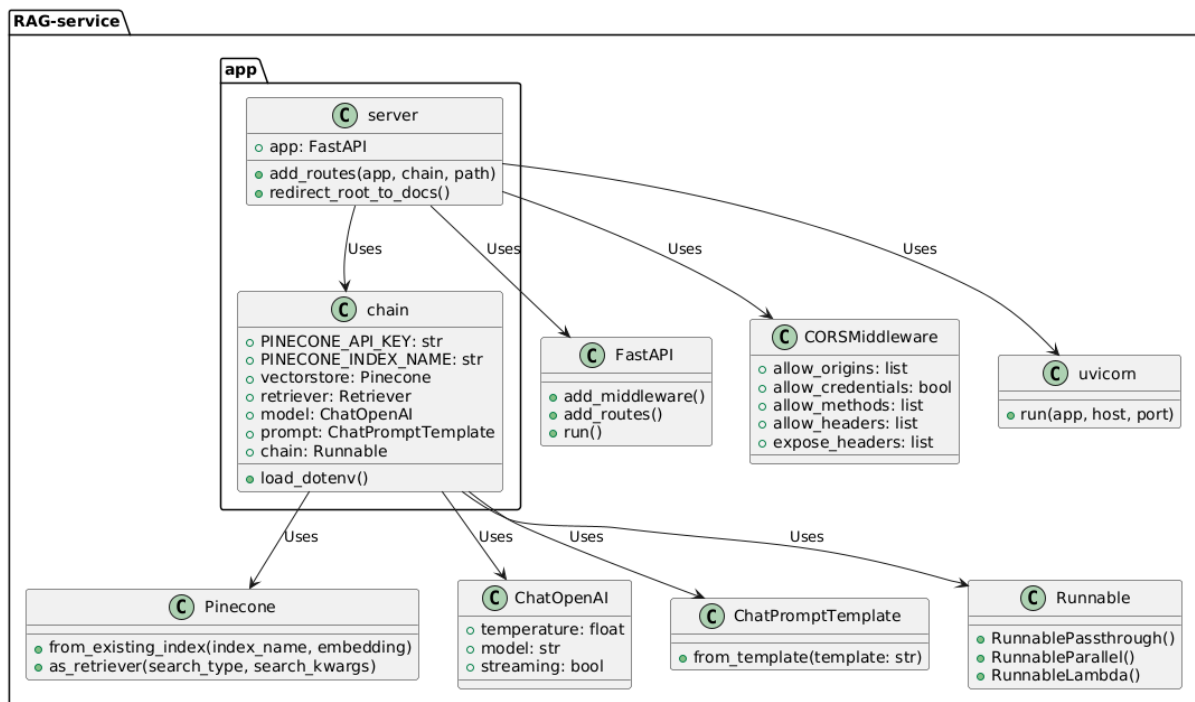 RAG-service
app
C server
app: FastAPI
add_routes(app, chain, path)
redirect_root_to_docs()
Uses
Uses
Uses
Uses
C chain
PINECONE_API_KEY: str
PINECONE_INDEX_NAME: str
vectorstore: Pinecone
retriever: Retriever
model: ChatOpenAI
prompt: ChatPromptTemplate
chain: Runnable
load_dotenv()
C FastAPI
add_middleware()
add_routes()
run()
C CORSMiddleware
allow_origins: list
allow_credentials: bool
allow_methods: list
allow_headers: list
expose_headers: list
C uvicorn
run(app, host, port)
Uses
Uses
Uses
Uses
C Pinecone
from_existing_index(index_name, embedding)
as_retriever(search_type, search_kwargs)
C ChatOpenAI
temperature: float
model: str
streaming: bool
C ChatPromptTemplate
from_template(template: str)
C Runnable
RunnablePassthrough()
RunnableParallel()
RunnableLambda()